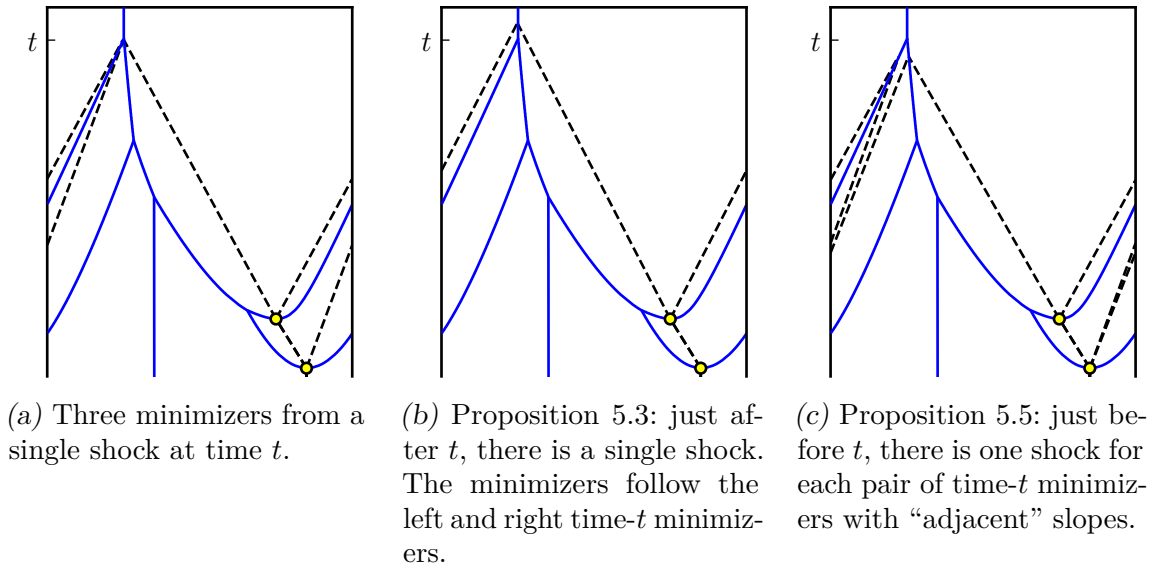 t
t
t
(a) Three minimizers from a
single shock at time t.
(b) Proposition 5.3: just af-
ter t, there is a single shock.
The minimizers follow the
left and right time-t minimiz-
ers.
(c) Proposition 5.5: just be-
fore t, there is one shock for
each pair of time-t minimiz-
ers with “adjacent” slopes.